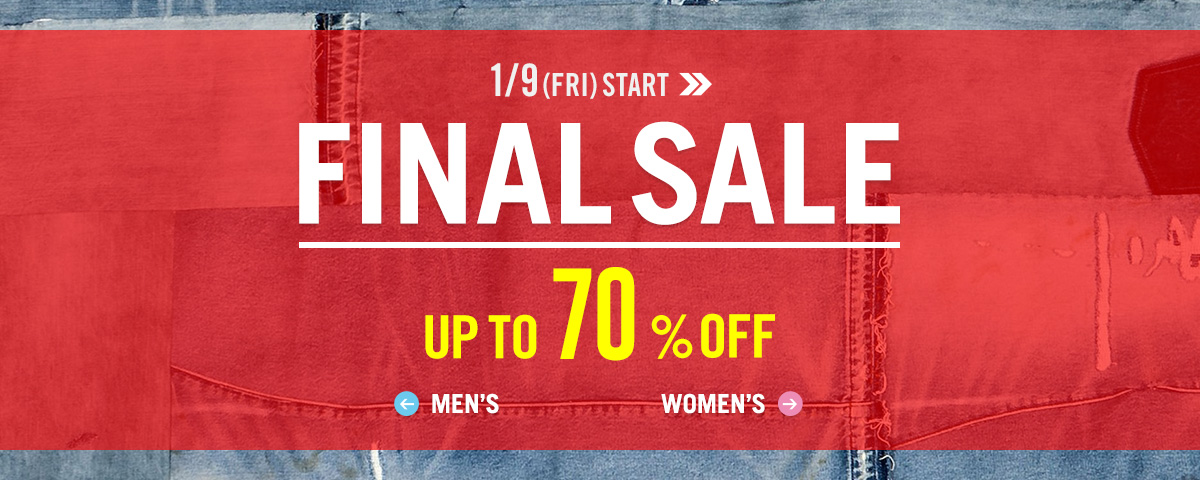 1/9 (FRI) START
FINAL SALE
UP TO 70 % OFF
MEN'S
WOMEN'S